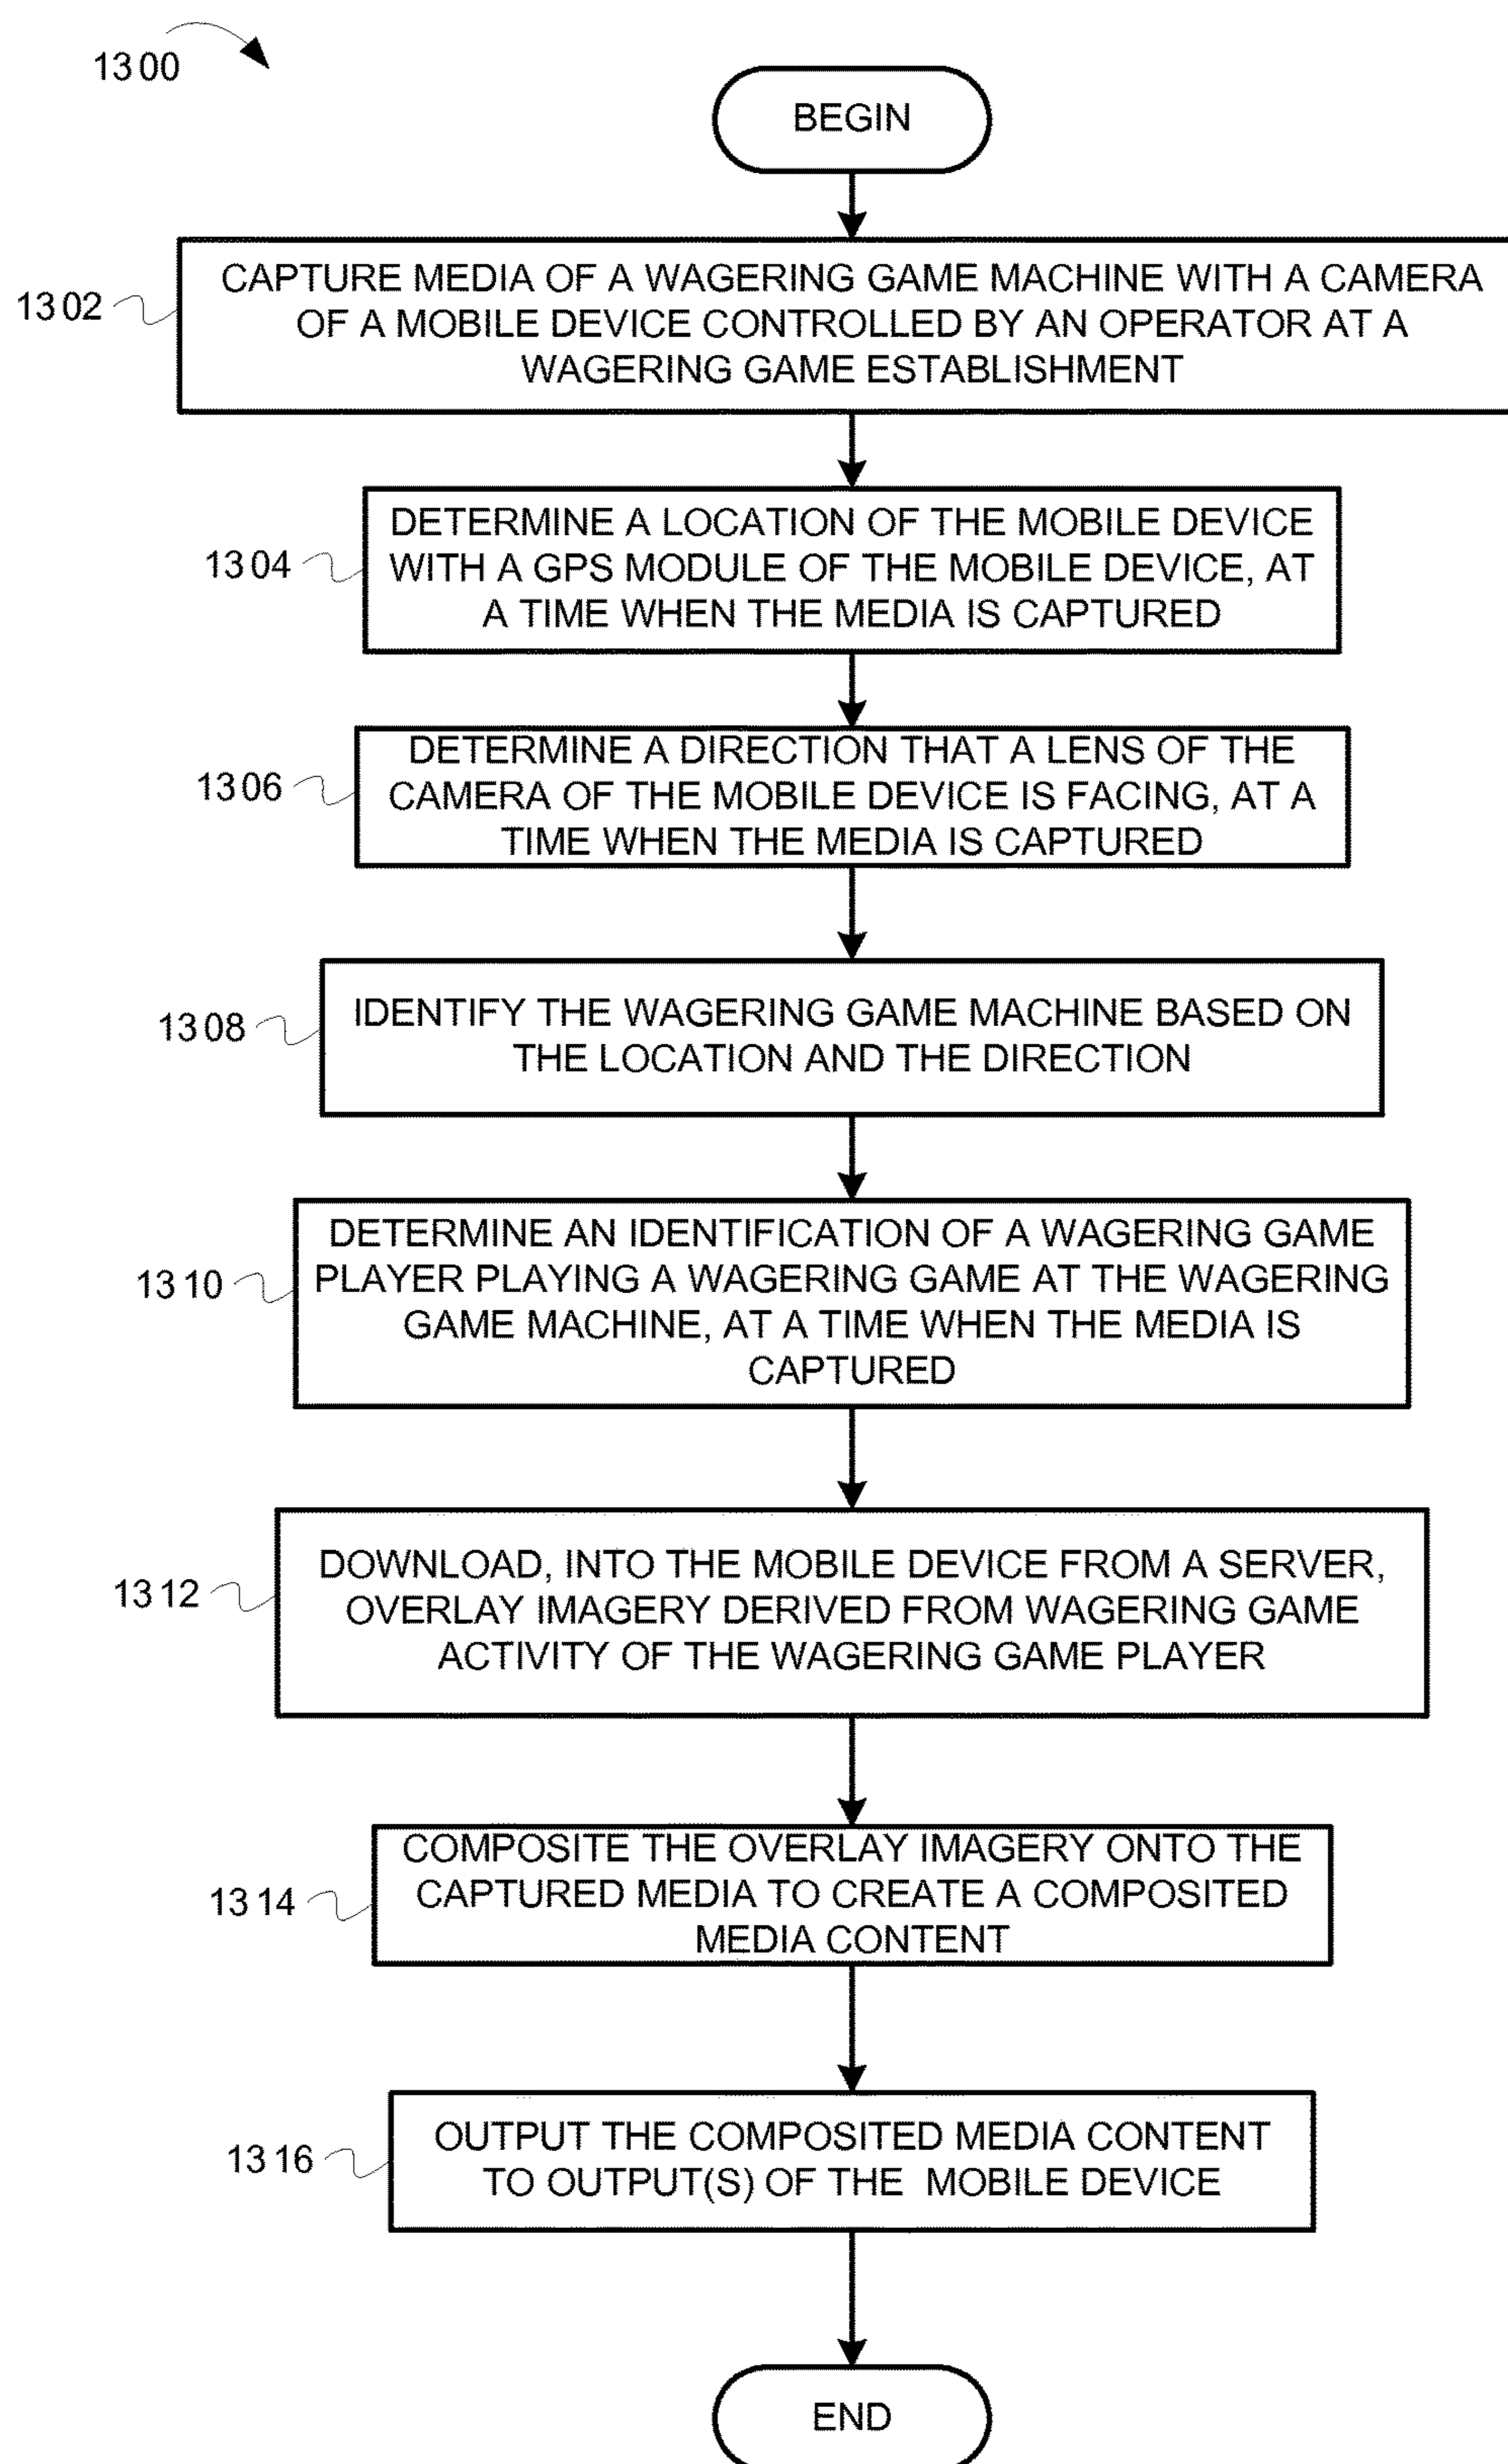 1300
BEGIN
1302
CAPTURE MEDIA OF A WAGERING GAME MACHINE WITH A CAMERA
OF A MOBILE DEVICE CONTROLLED BY AN OPERATOR AT A
WAGERING GAME ESTABLISHMENT
1304
DETERMINE A LOCATION OF THE MOBILE DEVICE
WITH A GPS MODULE OF THE MOBILE DEVICE, AT
A TIME WHEN THE MEDIA IS CAPTURED
1306
DETERMINE A DIRECTION THAT A LENS OF THE
CAMERA OF THE MOBILE DEVICE IS FACING, AT A
TIME WHEN THE MEDIA IS CAPTURED
1308
IDENTIFY THE WAGERING GAME MACHINE BASED ON
THE LOCATION AND THE DIRECTION
1310
DETERMINE AN IDENTIFICATION OF A WAGERING GAME
PLAYER PLAYING A WAGERING GAME AT THE WAGERING
GAME MACHINE, AT A TIME WHEN THE MEDIA IS
CAPTURED
1312
DOWNLOAD, INTO THE MOBILE DEVICE FROM A SERVER,
OVERLAY IMAGERY DERIVED FROM WAGERING GAME
ACTIVITY OF THE WAGERING GAME PLAYER
1314
COMPOSITE THE OVERLAY IMAGERY ONTO THE
CAPTURED MEDIA TO CREATE A COMPOSITED
MEDIA CONTENT
1316
OUTPUT THE COMPOSITED MEDIA CONTENT
TO OUTPUT(S) OF THE MOBILE DEVICE
END